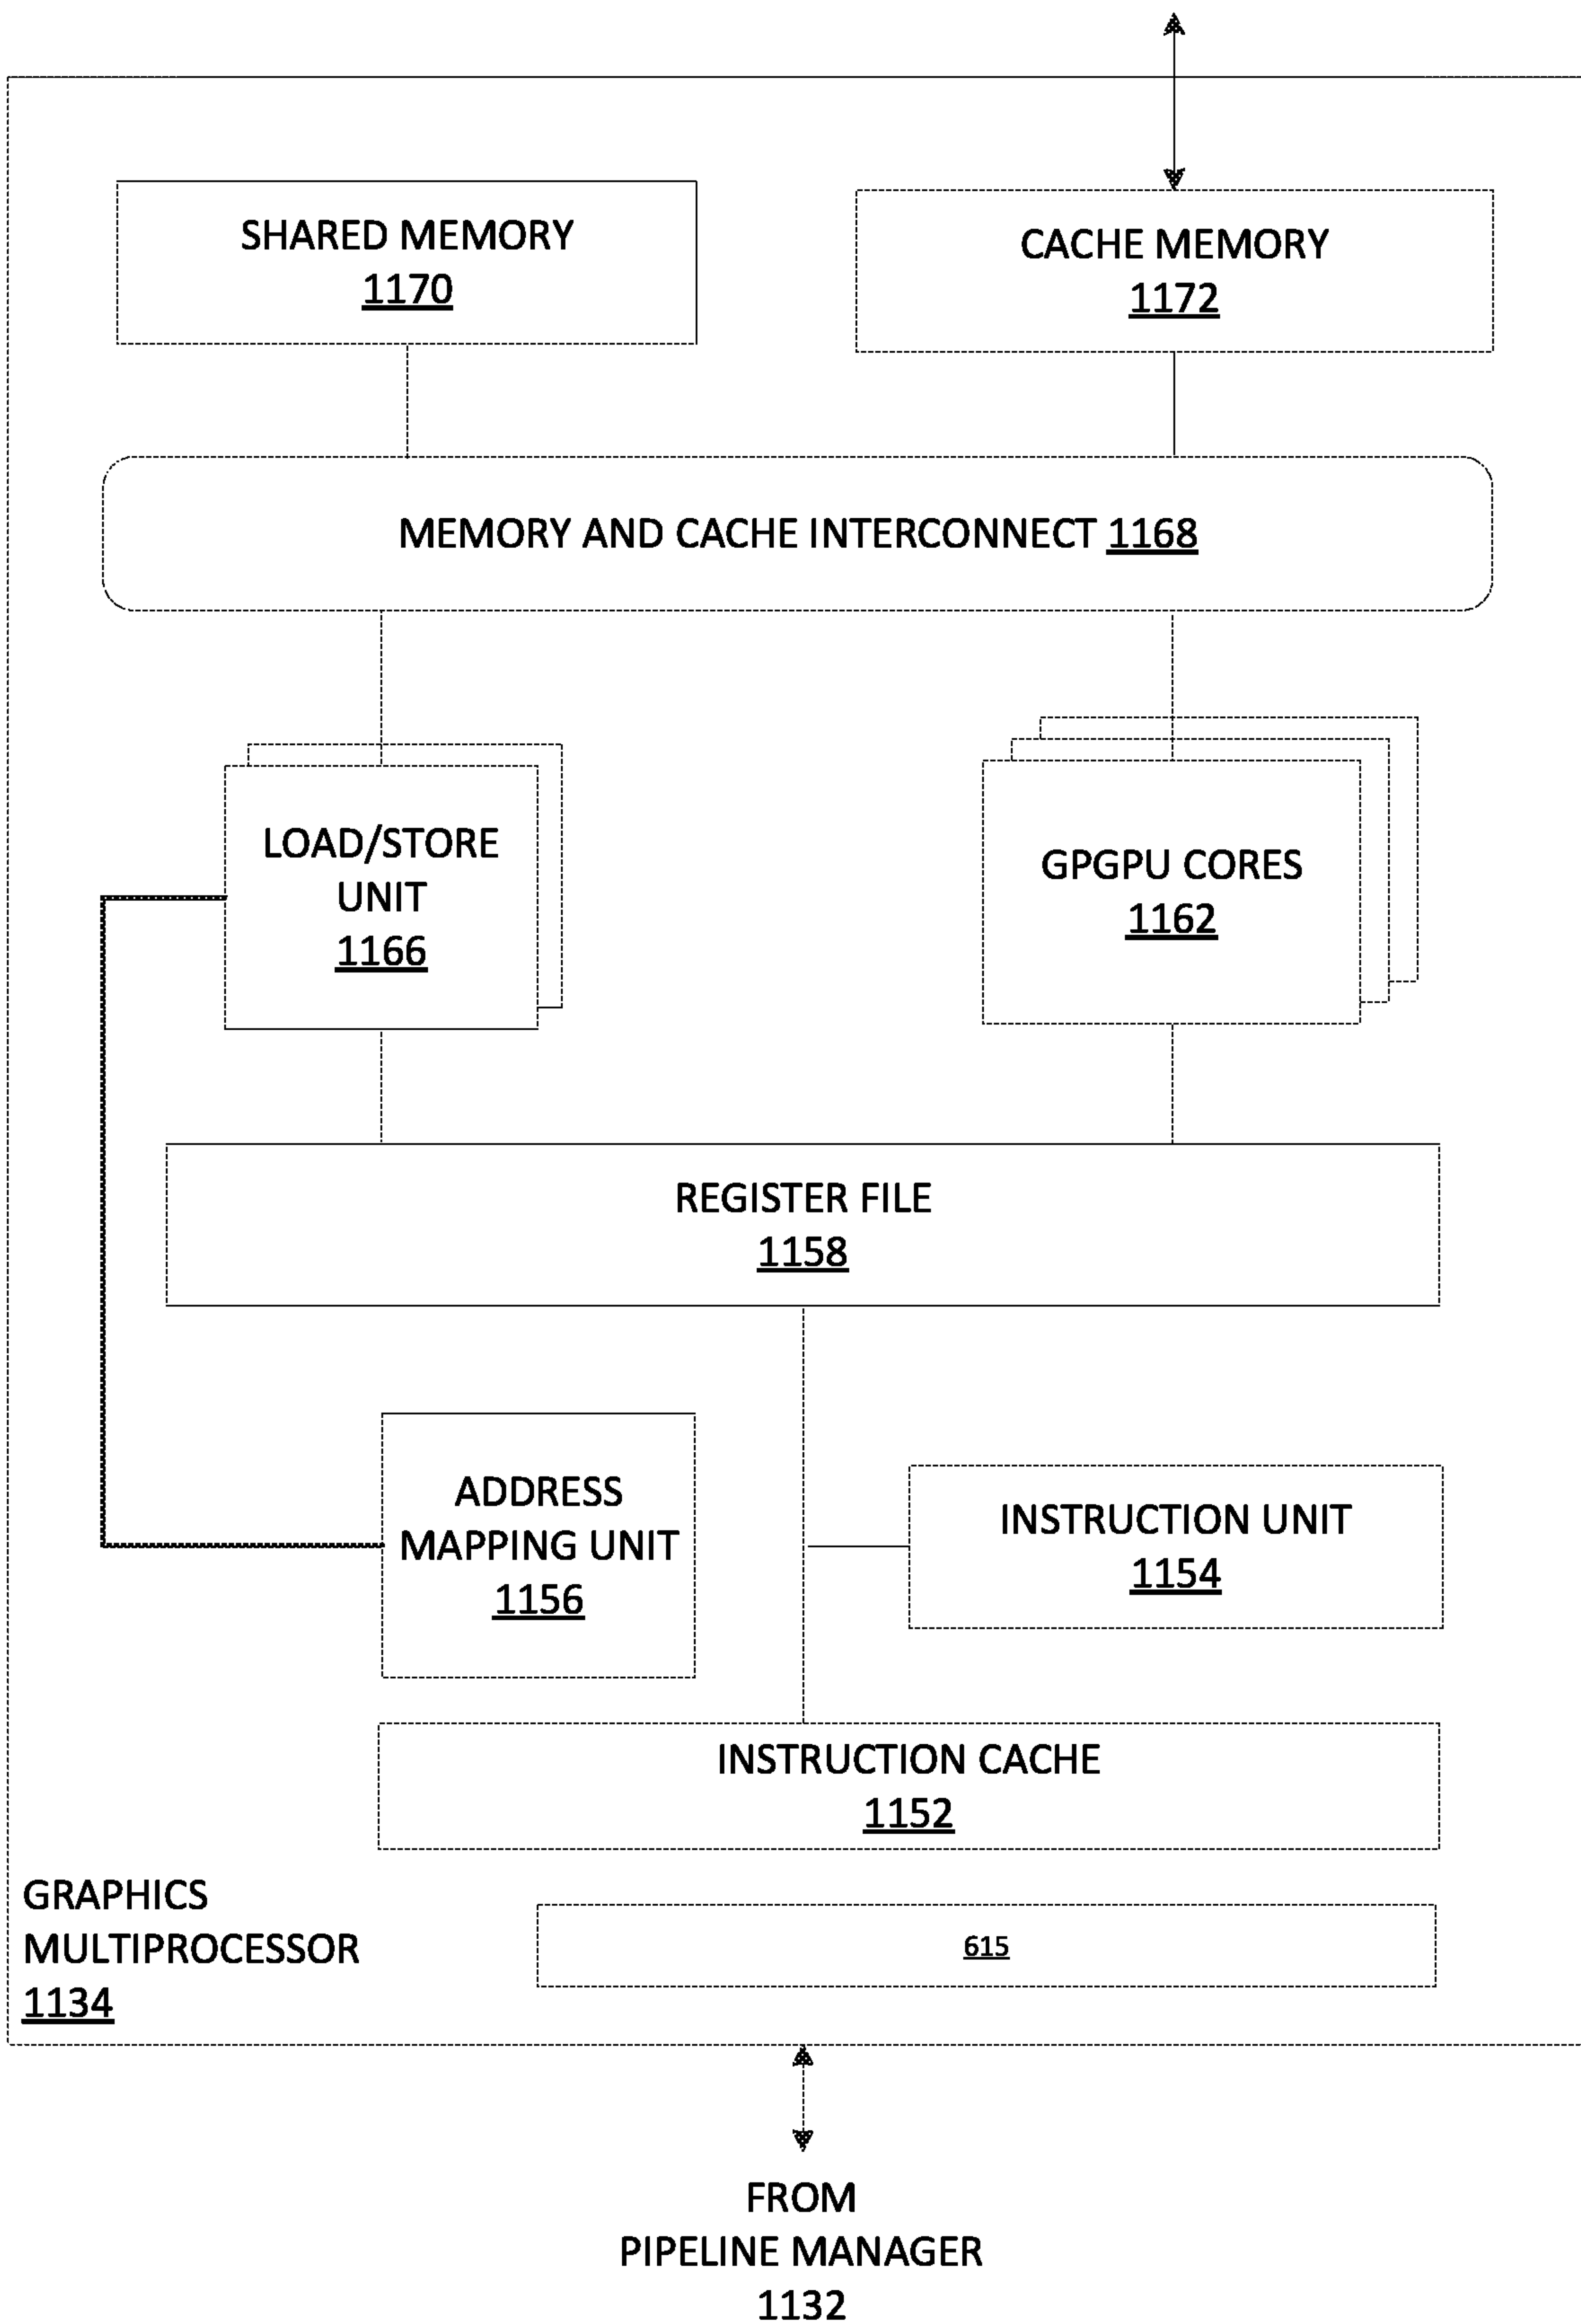 SHARED MEMORY
1170
CACHE MEMORY
1172
MEMORY AND CACHE INTERCONNECT 1168
LOAD/STORE
UNIT
1166
GPGPU CORES
1162
REGISTER FILE
1158
ADDRESS
MAPPING UNIT
1156
INSTRUCTION UNIT
1154
INSTRUCTION CACHE
1152
GRAPHICS
MULTIPROCESSOR
1134
615
FROM
PIPELINE MANAGER
1132